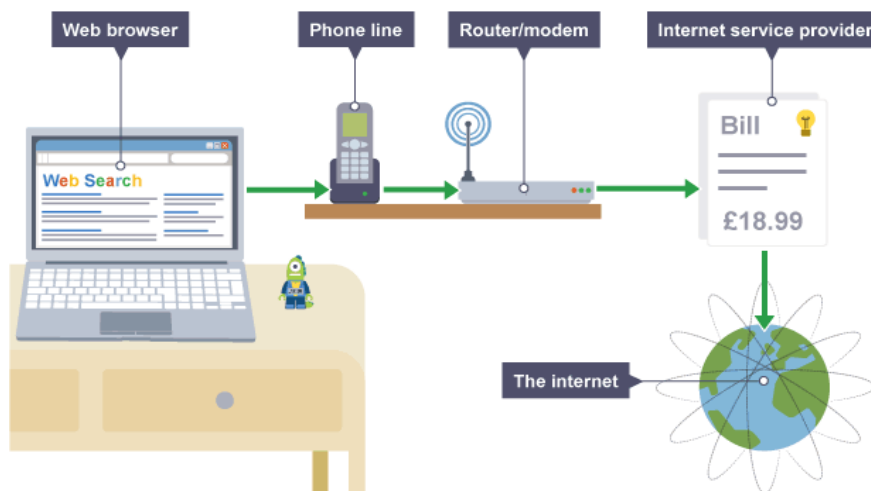 Web browser
Phone line
Router/modem
Internet service provider
Web Search
Bill
£18.99
The internet